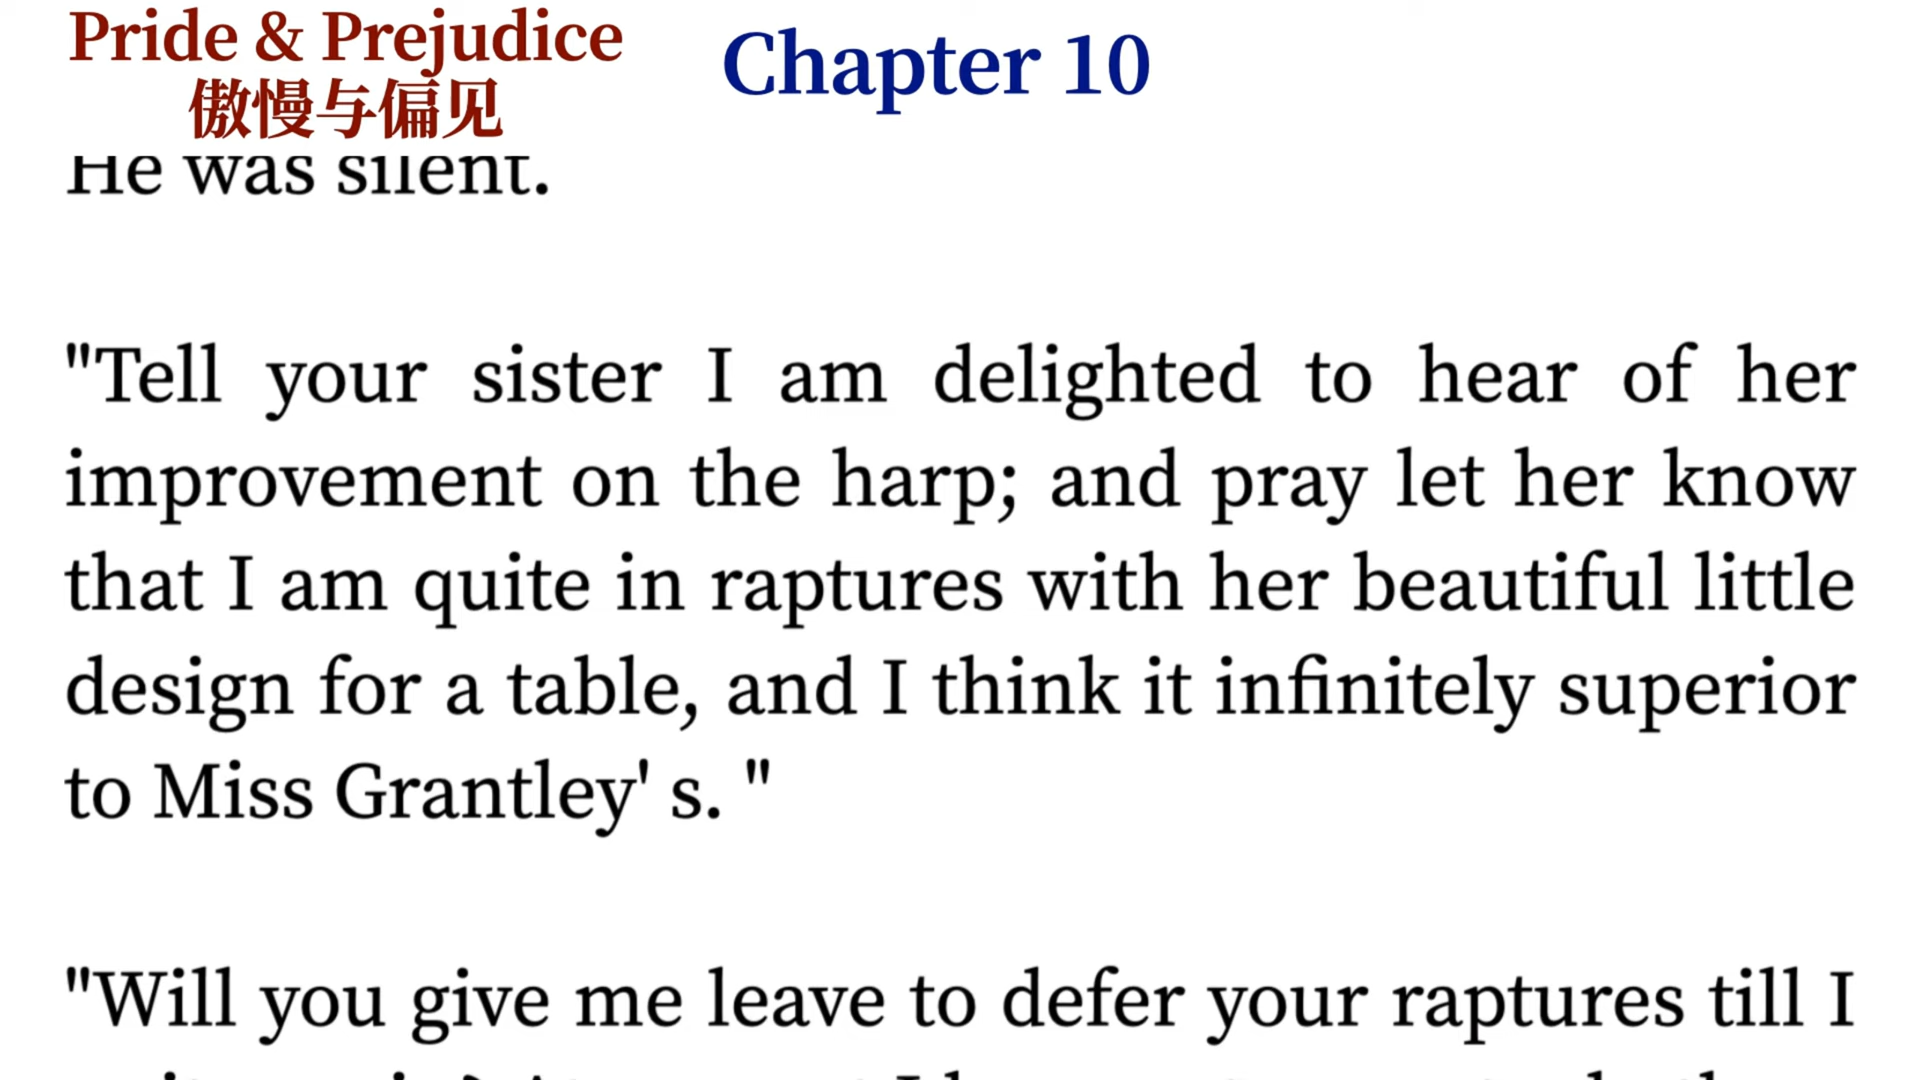 Pride & Prejudice
傲慢与偏见
Chapter 10
He was silent.
"Tell your sister I am delighted to hear of her
improvement on the harp; and pray let her know
that I am quite in raptures with her beautiful little
design for a table, and I think it infinitely superior
to Miss Grantley' s. "
"Will you give me leave to defer your raptures till I